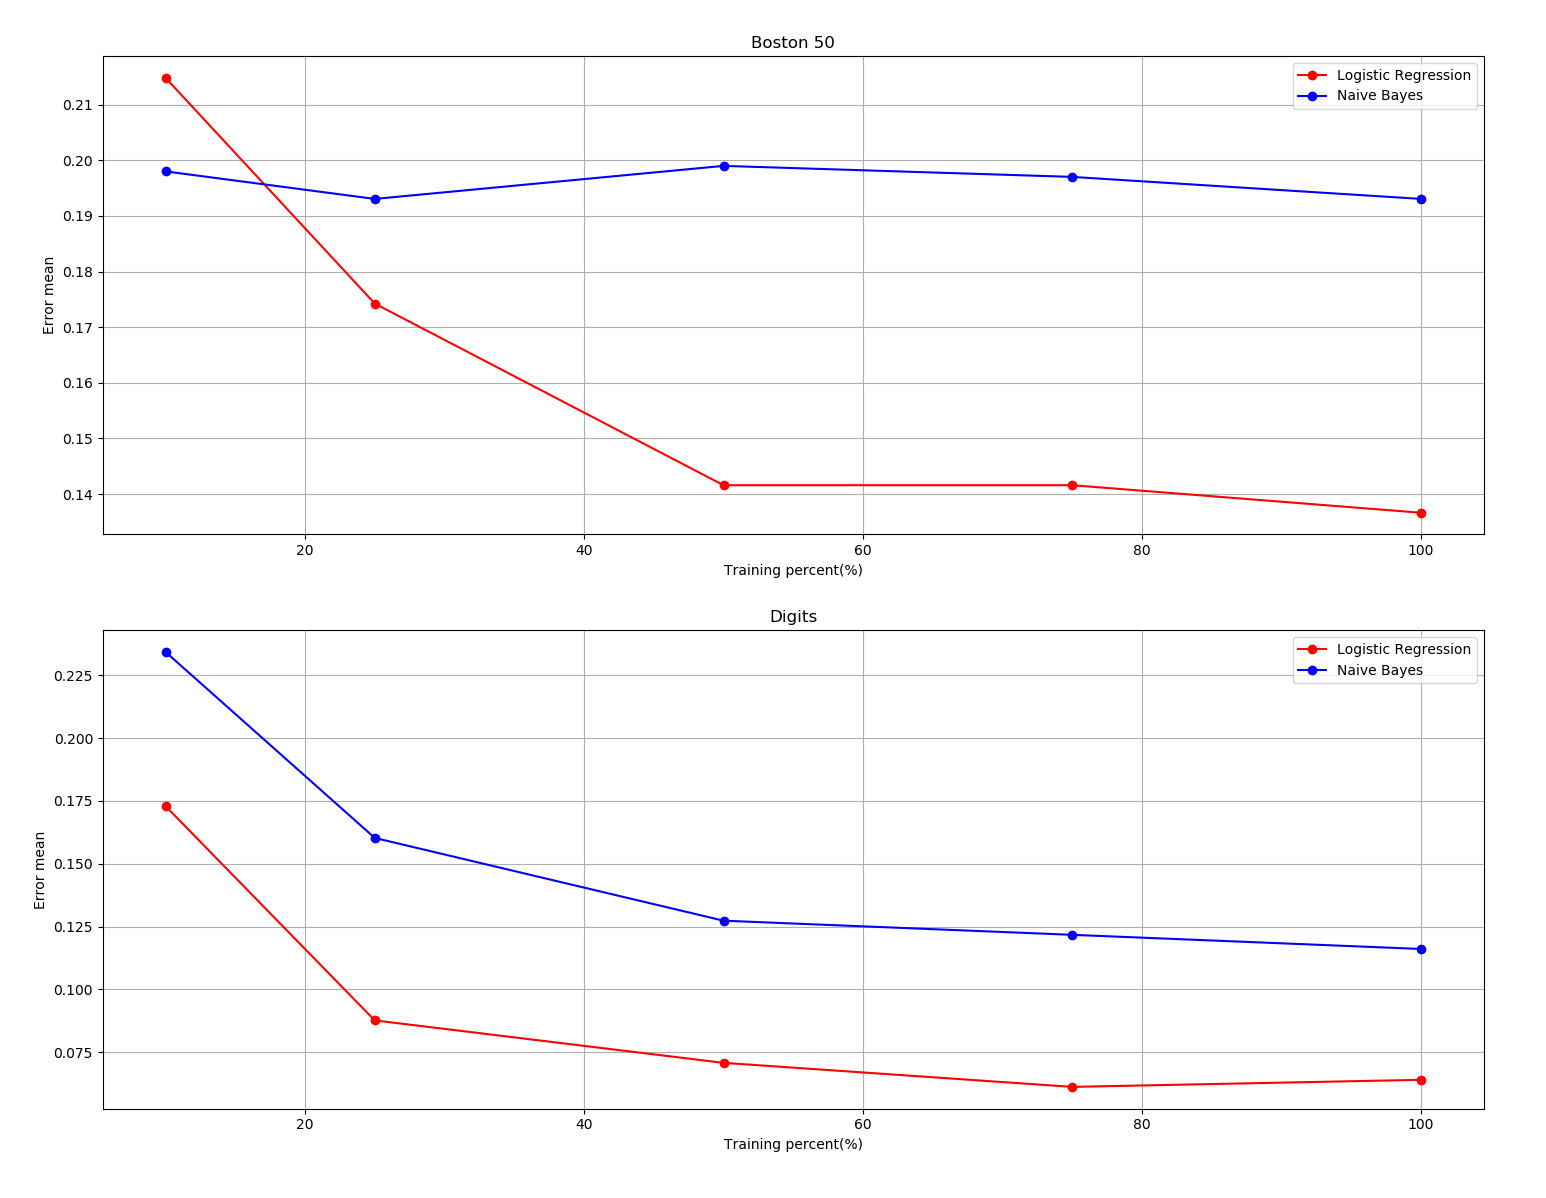 Boston 50
Logistic Regression
Naive Bayes
0.21
0.20
0.19
0.18
0.17
0.16
0.15
0.14
Error mean
20 40 60 80 100
Training percent(%)
Digits
Logistic Regression
Naive Bayes
0.225
0.200
0.175
0.150
0.125
0.100
0.075
Error mean
20 40 60 80 100
Training percent(%)